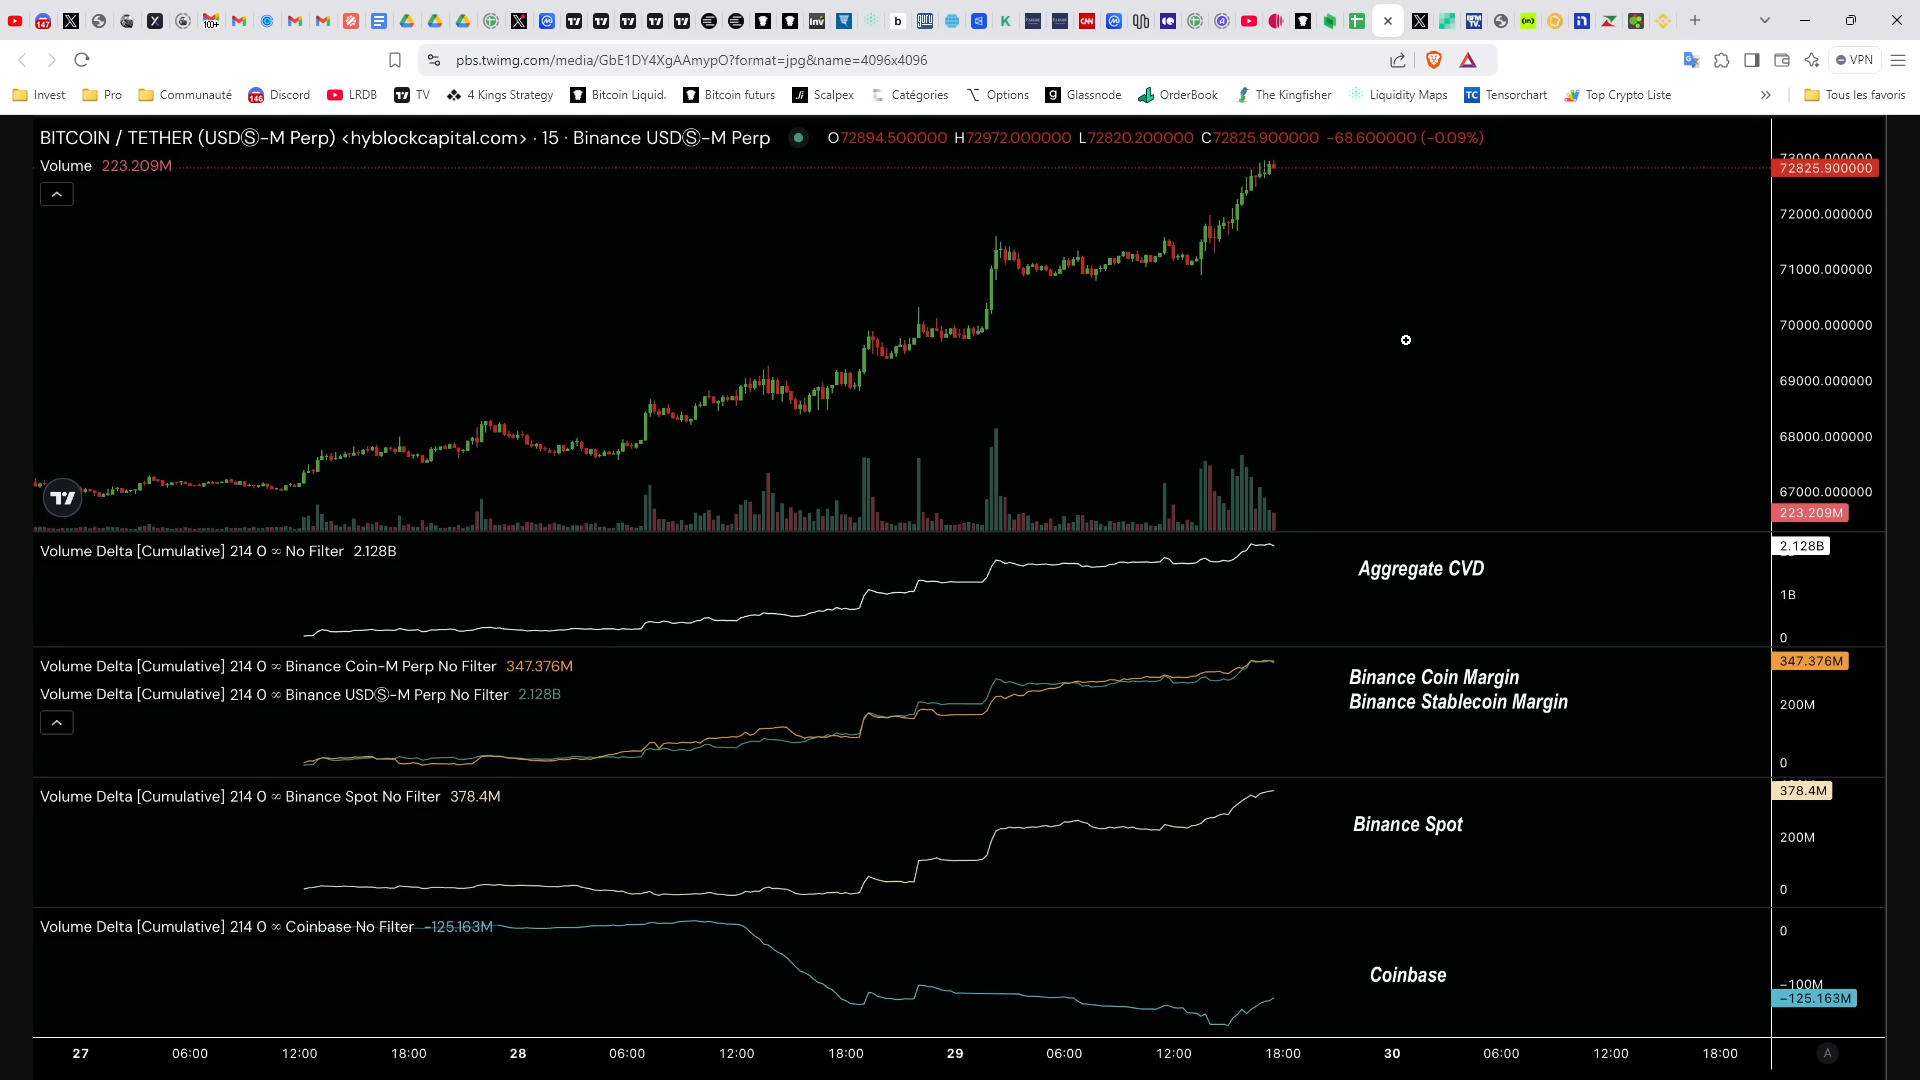 pbs.twimg.com/media/GbE1DY4XgAAmypO?format=jpg&name=4096x4096
VPN
Invest Pro Communauté Discord LRDB TV 4 Kings Strategy Bitcoin Liquid. Bitcoin futurs Scalpex Catégories Options Glassnode OrderBook The Kingfisher Liquidity Maps Tensorchart Top Crypto Liste » Tous les favoris
BITCOIN / TETHER (USDⓈ-M Perp) <hyblockcapital.com> · 15 · Binance USDⓈ-M Perp O72894.500000 H72972.000000 L72820.200000 C72825.900000 -68.600000 (-0.09%)
Volume 223.209M
73000.000000
72825.900000
72000.000000
71000.000000
70000.000000
69000.000000
68000.000000
67000.000000
223.209M
Volume Delta [Cumulative] 214 0 ∞ No Filter 2.128B
2.128B
Aggregate CVD
1B
0
Volume Delta [Cumulative] 214 0 ∞ Binance Coin-M Perp No Filter 347.376M
347.376M
Binance Coin Margin
Volume Delta [Cumulative] 214 0 ∞ Binance USDⓈ-M Perp No Filter 2.128B
Binance Stablecoin Margin
200M
0
Volume Delta [Cumulative] 214 0 ∞ Binance Spot No Filter 378.4M
378.4M
Binance Spot
200M
0
Volume Delta [Cumulative] 214 0 ∞ Coinbase No Filter -125.163M
0
Coinbase
-100M
-125.163M
27 06:00 12:00 18:00 28 06:00 12:00 18:00 29 06:00 12:00 18:00 30 06:00 12:00 18:00
A